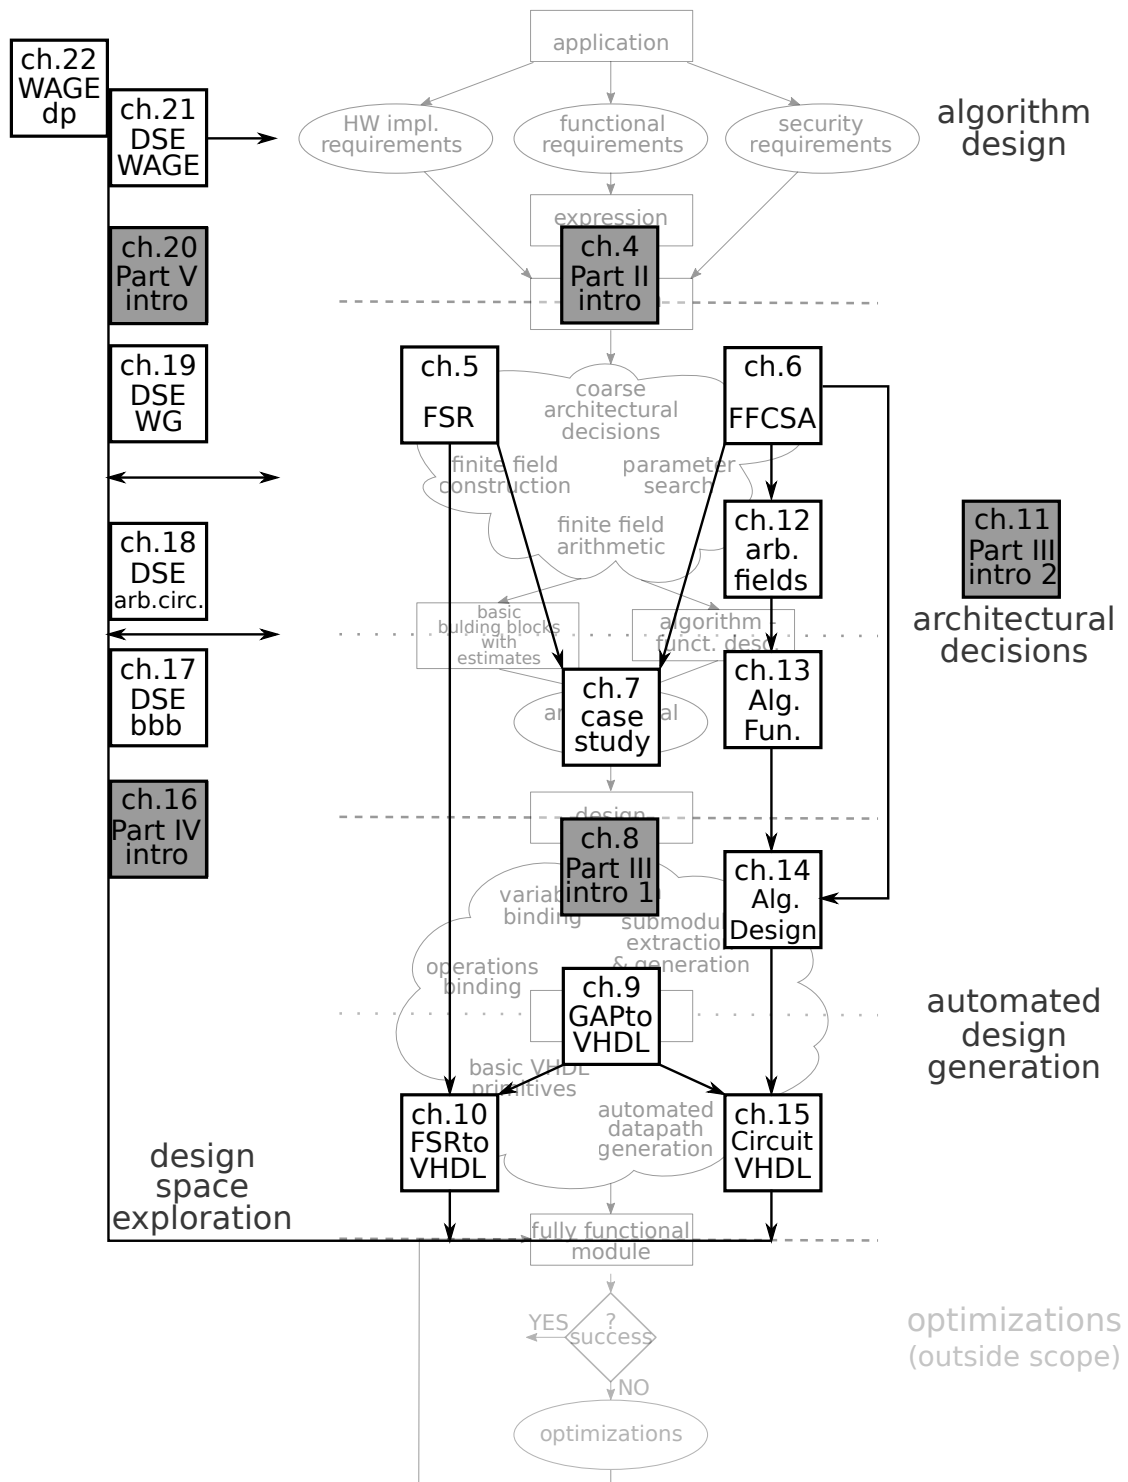 application
ch.22
WAGE
dp
ch.21
DSE
WAGE
HW impl.
requirements
functional
requirements
security
requirements
algorithm
design
expression
ch.20
Part V
intro
ch.4
Part II
intro
ch.19
DSE
WG
ch.5
FSR
ch.6
FFCSA
coarse
architectural
decisions
finite field
construction
parameter
search
finite field
arithmetic
ch.18
DSE
arb.circ.
ch.12
arb.
fields
ch.11
Part III
intro 2
architectural
decisions
basic
bulding blocks
with
estimates
algorithm -
funct. desc.
ch.17
DSE
bbb
ch.7
case
study
ch.13
Alg.
Fun.
ch.16
Part IV
intro
design
ch.8
Part III
intro 1
ch.14
Alg.
Design
binding
submodul
extraction
& generation
operations
binding
ch.9
GAPto
VHDL
automated
design
generation
basic VHDL
primitives
ch.10
FSRto
VHDL
automated
datapath
generation
ch.15
Circuit
VHDL
design
space
exploration
fully functional
module
YES
?
success
NO
optimizations
(outside scope)
optimizations